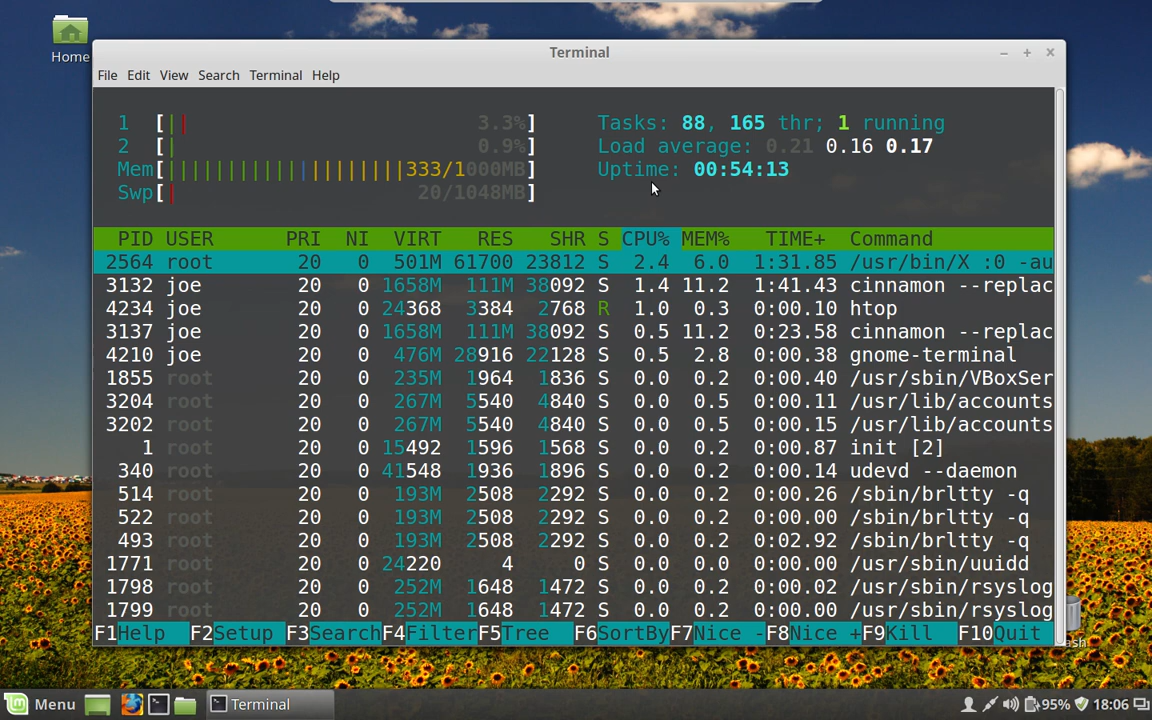 Home
Terminal
File Edit View Search Terminal Help
1 [|| 3.3%] Tasks: 88, 165 thr; 1 running
2 [| 0.9%] Load average: 0.21 0.16 0.17
Mem[||||||||||||||||||||333/1000MB] Uptime: 00:54:13
Swp[| 20/1048MB]
PID USER PRI NI VIRT RES SHR S CPU% MEM% TIME+ Command
2564 root 20 0 501M 61700 23812 S 2.4 6.0 1:31.85 /usr/bin/X :0 -au
3132 joe 20 0 1658M 111M 38092 S 1.4 11.2 1:41.43 cinnamon --replac
4234 joe 20 0 24368 3384 2768 R 1.0 0.3 0:00.10 htop
3137 joe 20 0 1658M 111M 38092 S 0.5 11.2 0:23.58 cinnamon --replac
4210 joe 20 0 476M 28916 22128 S 0.5 2.8 0:00.38 gnome-terminal
1855 root 20 0 235M 1964 1836 S 0.0 0.2 0:00.40 /usr/sbin/VBoxSer
3204 root 20 0 267M 5540 4840 S 0.0 0.5 0:00.11 /usr/lib/accounts
3202 root 20 0 267M 5540 4840 S 0.0 0.5 0:00.15 /usr/lib/accounts
1 root 20 0 15492 1596 1568 S 0.0 0.2 0:00.87 init [2]
340 root 20 0 41548 1936 1896 S 0.0 0.2 0:00.14 udevd --daemon
514 root 20 0 193M 2508 2292 S 0.0 0.2 0:00.26 /sbin/brltty -q
522 root 20 0 193M 2508 2292 S 0.0 0.2 0:00.00 /sbin/brltty -q
493 root 20 0 193M 2508 2292 S 0.0 0.2 0:02.92 /sbin/brltty -q
1771 root 20 0 24220 4 0 S 0.0 0.0 0:00.00 /usr/sbin/uuidd
1798 root 20 0 252M 1648 1472 S 0.0 0.2 0:00.02 /usr/sbin/rsyslog
1799 root 20 0 252M 1648 1472 S 0.0 0.2 0:00.00 /usr/sbin/rsyslog
F1Help F2Setup F3SearchF4FilterF5Tree F6SortByF7Nice -F8Nice +F9Kill F10Quit
ash
Menu Terminal 95% 18:06